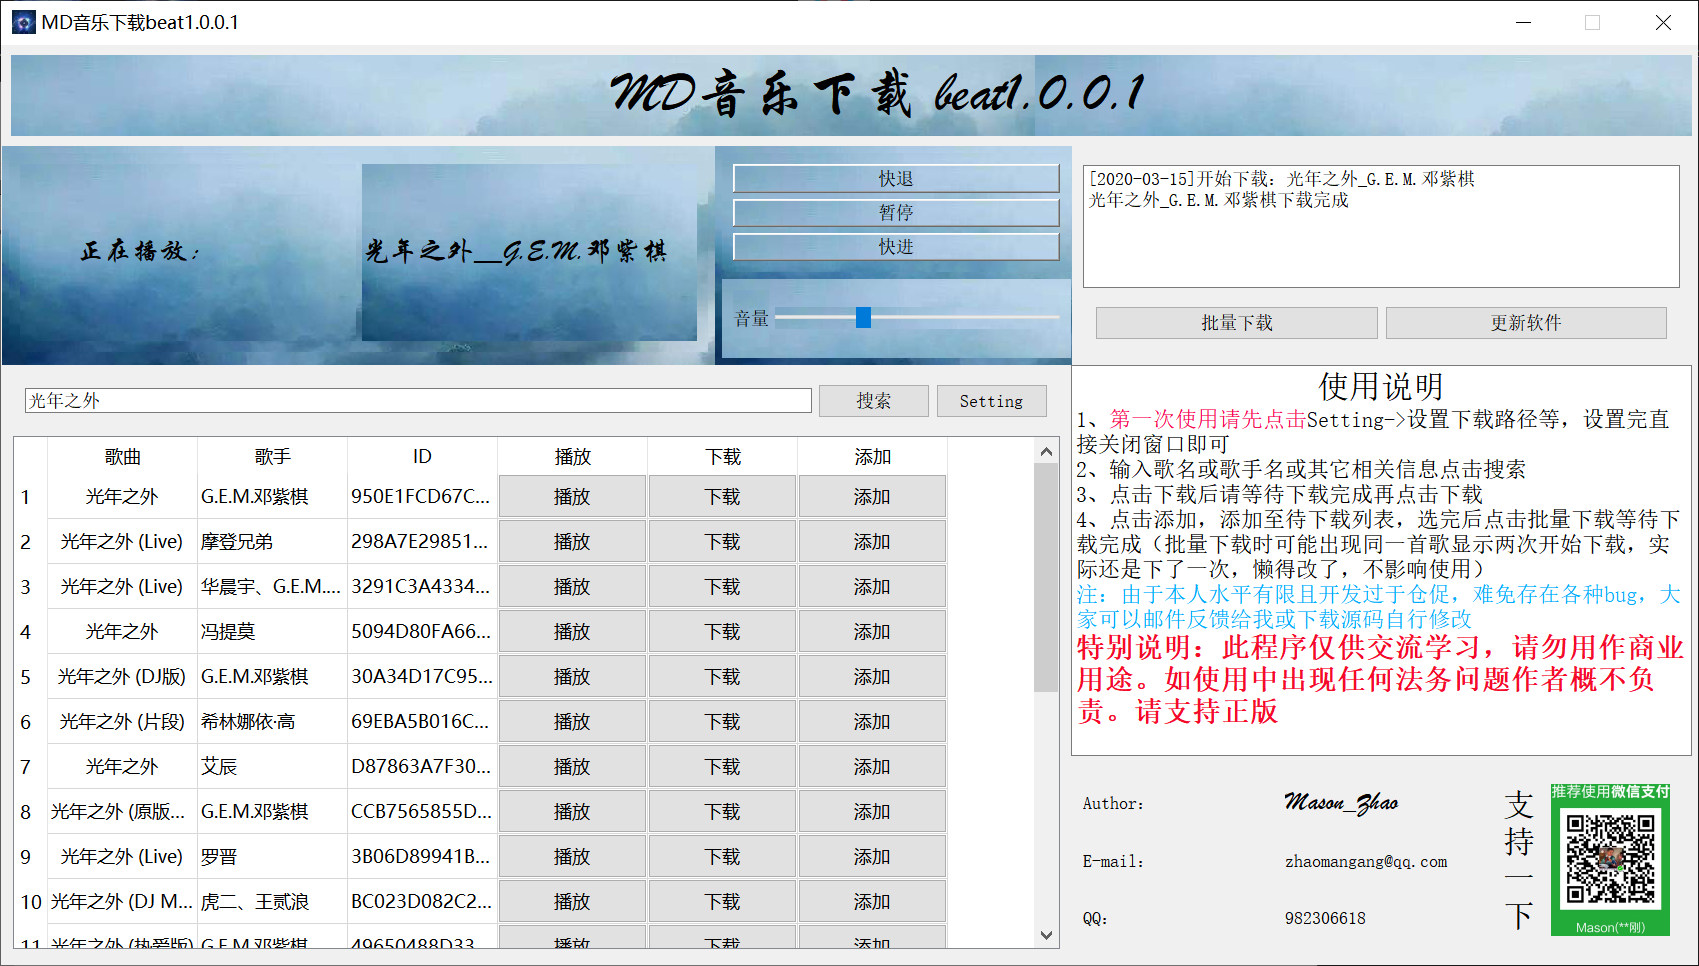 MD音乐下载beat1.0.0.1
MD音乐下载 beat1.0.0.1
正在播放：
光年之外_G.E.M.邓紫棋
快退
暂停
快进
音量
[2020-03-15]开始下载：光年之外_G.E.M.邓紫棋
光年之外_G.E.M.邓紫棋下载完成
批量下载 更新软件
光年之外 搜索 Setting
歌曲 歌手 ID 播放 下载 添加
1 光年之外 G.E.M.邓紫棋 950E1FCD67C... 播放 下载 添加
2 光年之外 (Live) 摩登兄弟 298A7E29851... 播放 下载 添加
3 光年之外 (Live) 华晨宇、G.E.M.... 3291C3A4334... 播放 下载 添加
4 光年之外 冯提莫 5094D80FA66... 播放 下载 添加
5 光年之外 (DJ版) G.E.M.邓紫棋 30A34D17C95... 播放 下载 添加
6 光年之外 (片段) 希林娜依·高 69EBA5B016C... 播放 下载 添加
7 光年之外 艾辰 D87863A7F30... 播放 下载 添加
8 光年之外 (原版... G.E.M.邓紫棋 CCB7565855D... 播放 下载 添加
9 光年之外 (Live) 罗晋 3B06D89941B... 播放 下载 添加
10 光年之外 (DJ M... 虎二、王贰浪 BC023D082C2... 播放 下载 添加
11 光年之外 (热爱版) G.E.M.邓紫棋 49650488D33... 播放 下载 添加
使用说明
1、第一次使用请先点击Setting->设置下载路径等，设置完直
接关闭窗口即可
2、输入歌名或歌手名或其它相关信息点击搜索
3、点击下载后请等待下载完成再点击下载
4、点击添加，添加至待下载列表，选完后点击批量下载等待下
载完成（批量下载时可能出现同一首歌显示两次开始下载，实
际还是下了一次，懒得改了，不影响使用）
注：由于本人水平有限且开发过于仓促，难免存在各种bug，大
家可以邮件反馈给我或下载源码自行修改
特别说明：此程序仅供交流学习，请勿用作商业
用途。如使用中出现任何法务问题作者概不负
责。请支持正版
Author: Mason_Zhao
E-mail: zhaomangang@qq.com
QQ: 982306618
支持一下
推荐使用微信支付
Mason(**刚)